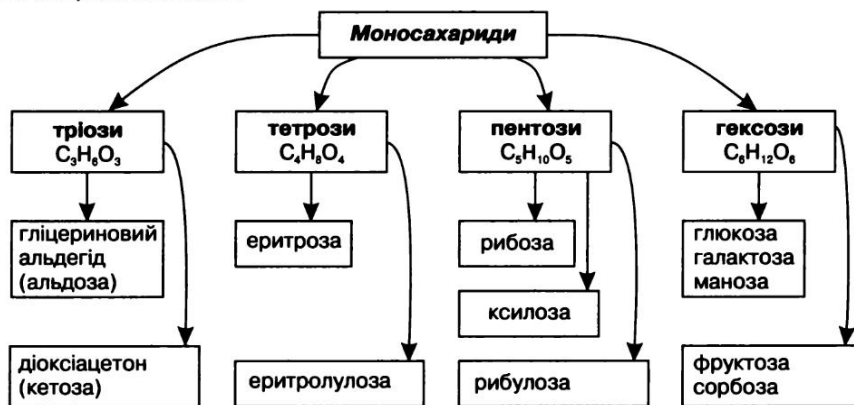 Моносахариди
тріози
C₃H₆O₃
тетрози
C₄H₈O₄
пентози
C₅H₁₀O₅
гексози
C₆H₁₂O₆
гліцериновий
альдегід
(альдоза)
еритроза
рибоза
глюкоза
галактоза
маноза
ксилоза
діоксіацетон
(кетоза)
еритролулоза
рибулоза
фруктоза
сорбоза